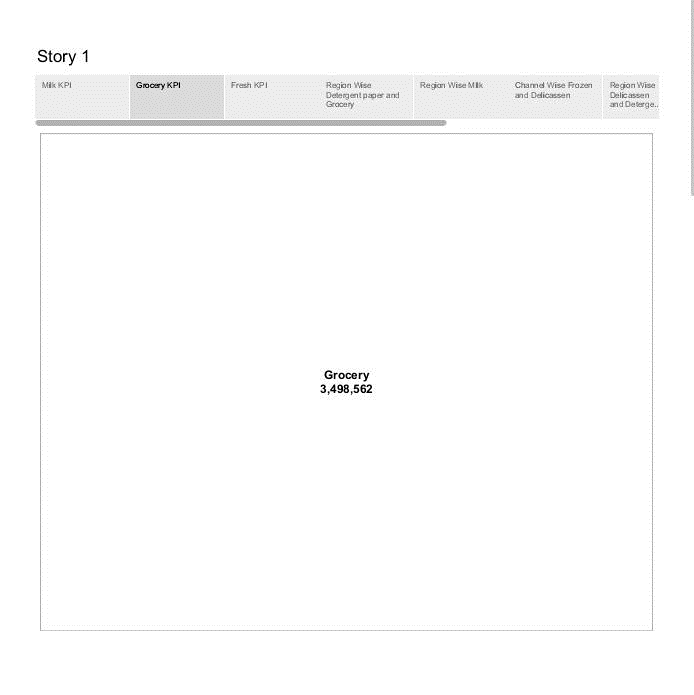 Story 1
Milk KPI
Grocery KPI
Fresh KPI
Region Wise
Detergent paper and
Grocery
Region Wise Milk
Channel Wise Frozen
and Delicassen
Region Wise
Delicassen
and Deterge..
Grocery
3,498,562